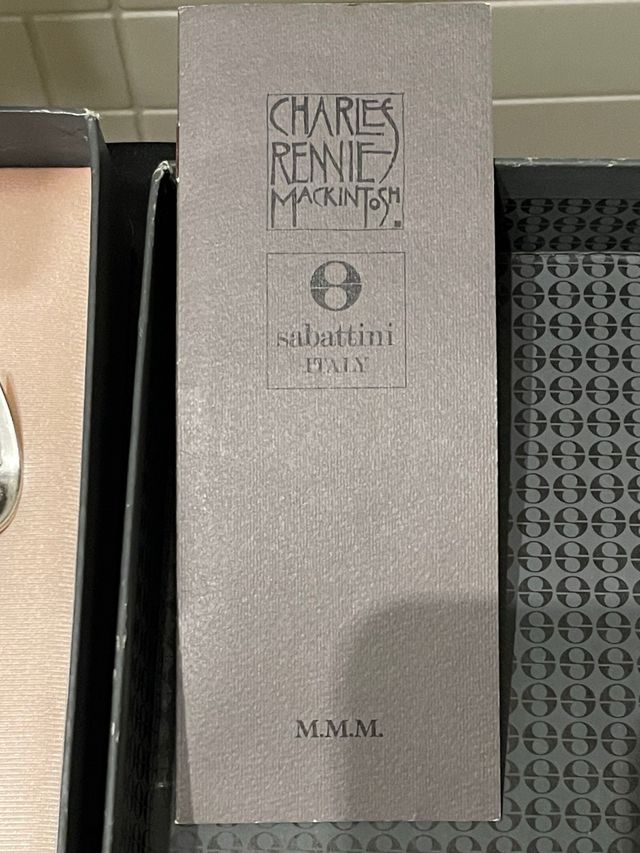 CHARLES
RENNIE
MACKINTOSH
sabattini
ITALY
M.M.M.